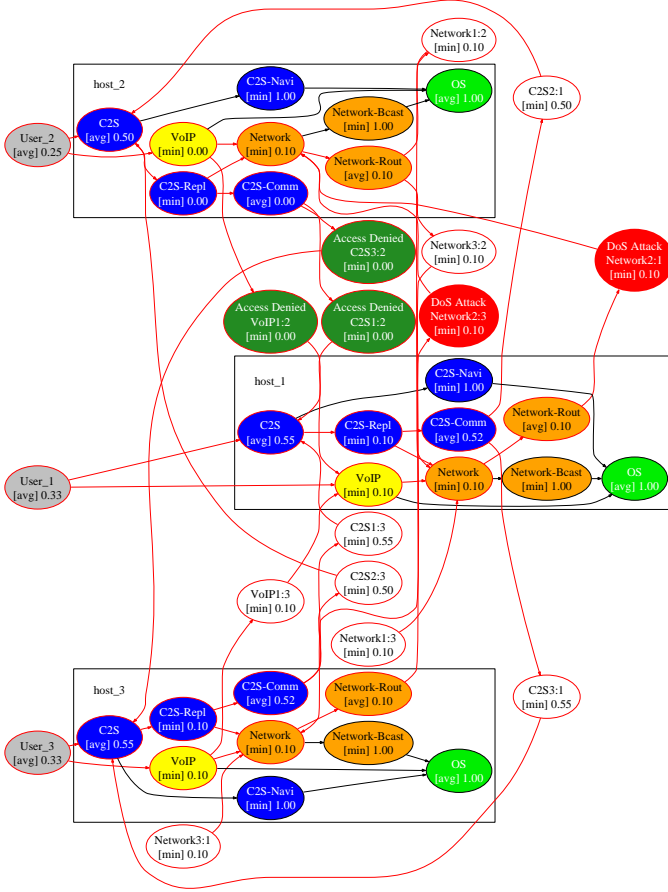 Network1:2
[min] 0.10
host_2
C2S-Navi
[min] 1.00
OS
[avg] 1.00
C2S2:1
[min] 0.50
C2S
[avg] 0.50
Network-Bcast
[min] 1.00
User_2
[avg] 0.25
VoIP
[min] 0.00
Network
[min] 0.10
Network-Rout
[avg] 0.10
C2S-Repl
[min] 0.00
C2S-Comm
[avg] 0.00
Access Denied
C2S3:2
[min] 0.00
Network3:2
[min] 0.10
DoS Attack
Network2:1
[min] 0.10
Access Denied
VoIP1:2
[min] 0.00
Access Denied
C2S1:2
[min] 0.00
DoS Attack
Network2:3
[min] 0.10
host_1
C2S-Navi
[min] 1.00
C2S
[avg] 0.55
C2S-Repl
[min] 0.10
C2S-Comm
[avg] 0.52
Network-Rout
[avg] 0.10
User_1
[avg] 0.33
VoIP
[min] 0.10
Network
[min] 0.10
Network-Bcast
[min] 1.00
OS
[avg] 1.00
C2S1:3
[min] 0.55
C2S2:3
[min] 0.50
VoIP1:3
[min] 0.10
Network1:3
[min] 0.10
host_3
C2S-Comm
[avg] 0.52
Network-Rout
[avg] 0.10
C2S3:1
[min] 0.55
C2S
[avg] 0.55
C2S-Repl
[min] 0.10
Network
[min] 0.10
Network-Bcast
[min] 1.00
User_3
[avg] 0.33
VoIP
[min] 0.10
OS
[avg] 1.00
C2S-Navi
[min] 1.00
Network3:1
[min] 0.10